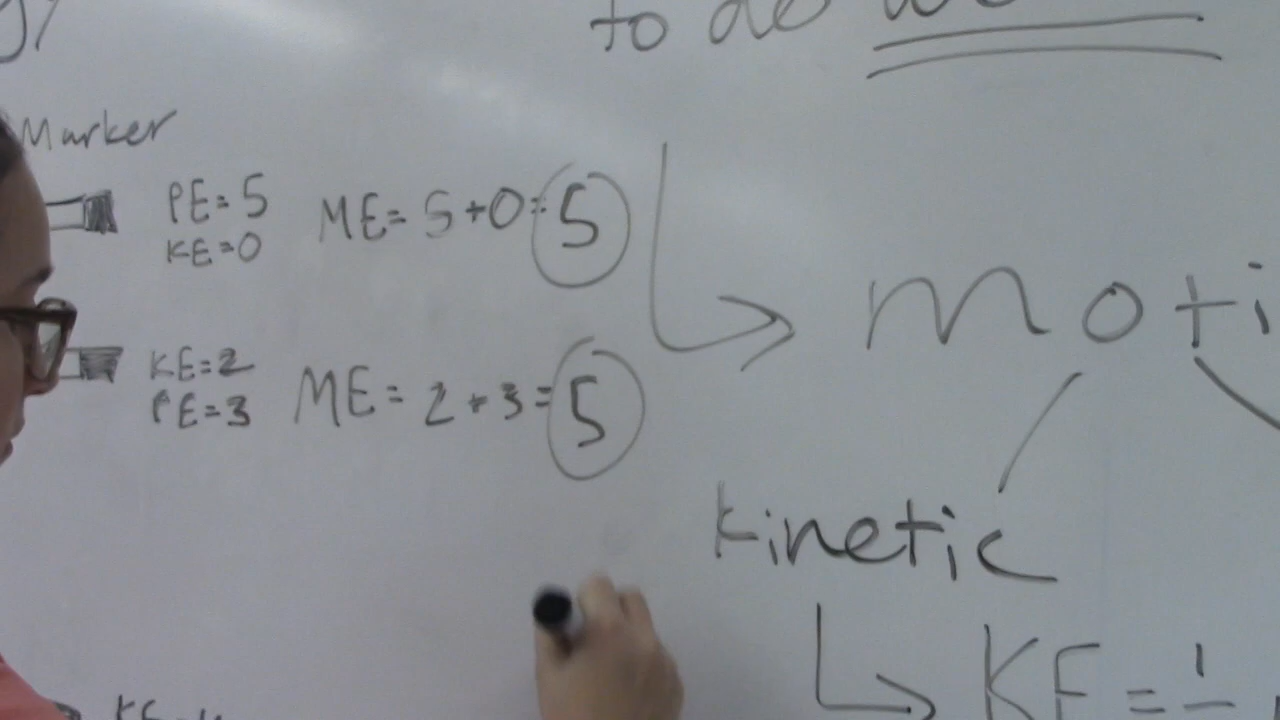 to do
Marker
PE=5
KE=0
ME= 5+0=5
KE=2
PE=3
ME= 2+3=5
moti
kinetic
KE=1